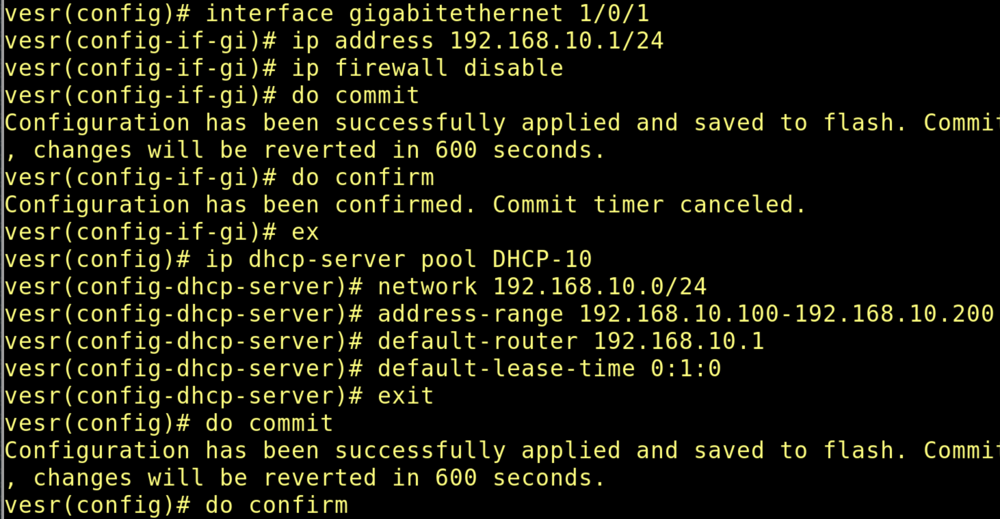 vesr(config)# interface gigabitethernet 1/0/1
vesr(config-if-gi)# ip address 192.168.10.1/24
vesr(config-if-gi)# ip firewall disable
vesr(config-if-gi)# do commit
Configuration has been successfully applied and saved to flash. Commit
, changes will be reverted in 600 seconds.
vesr(config-if-gi)# do confirm
Configuration has been confirmed. Commit timer canceled.
vesr(config-if-gi)# ex
vesr(config)# ip dhcp-server pool DHCP-10
vesr(config-dhcp-server)# network 192.168.10.0/24
vesr(config-dhcp-server)# address-range 192.168.10.100-192.168.10.200
vesr(config-dhcp-server)# default-router 192.168.10.1
vesr(config-dhcp-server)# default-lease-time 0:1:0
vesr(config-dhcp-server)# exit
vesr(config)# do commit
Configuration has been successfully applied and saved to flash. Commit
, changes will be reverted in 600 seconds.
vesr(config)# do confirm